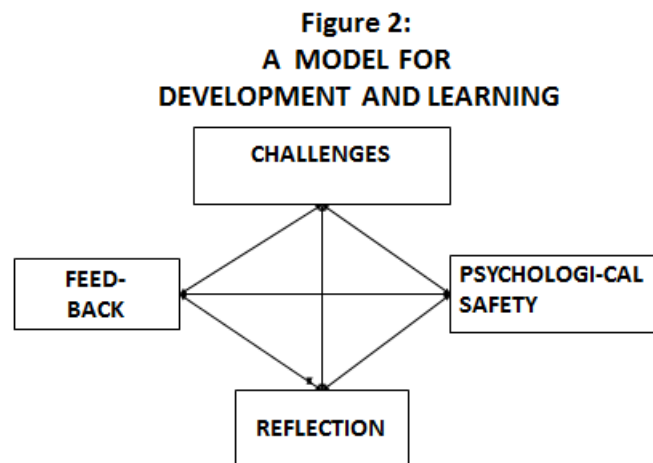 Figure 2:
A MODEL FOR
DEVELOPMENT AND LEARNING
CHALLENGES
FEED-
BACK
PSYCHOLOGI-CAL
SAFETY
REFLECTION